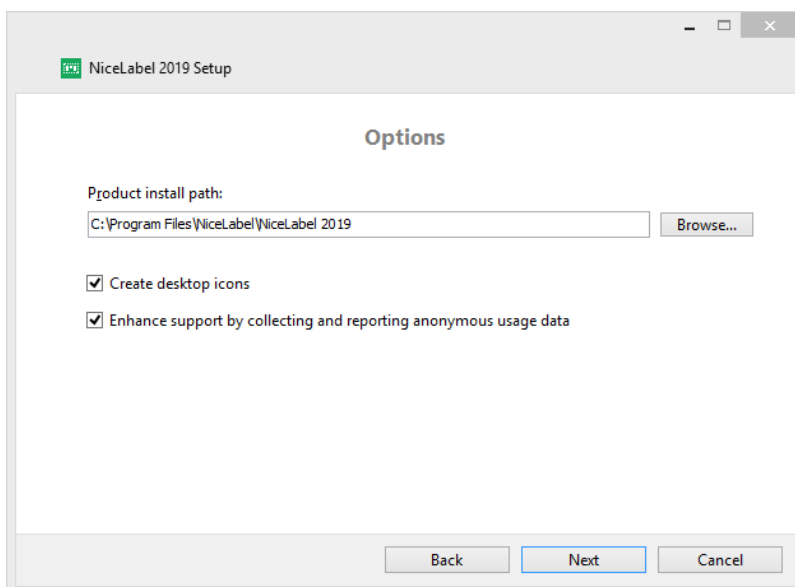 NiceLabel 2019 Setup
Options
Product install path:
C:\Program Files\NiceLabel\NiceLabel 2019
Browse...
Create desktop icons
Enhance support by collecting and reporting anonymous usage data
Back
Next
Cancel